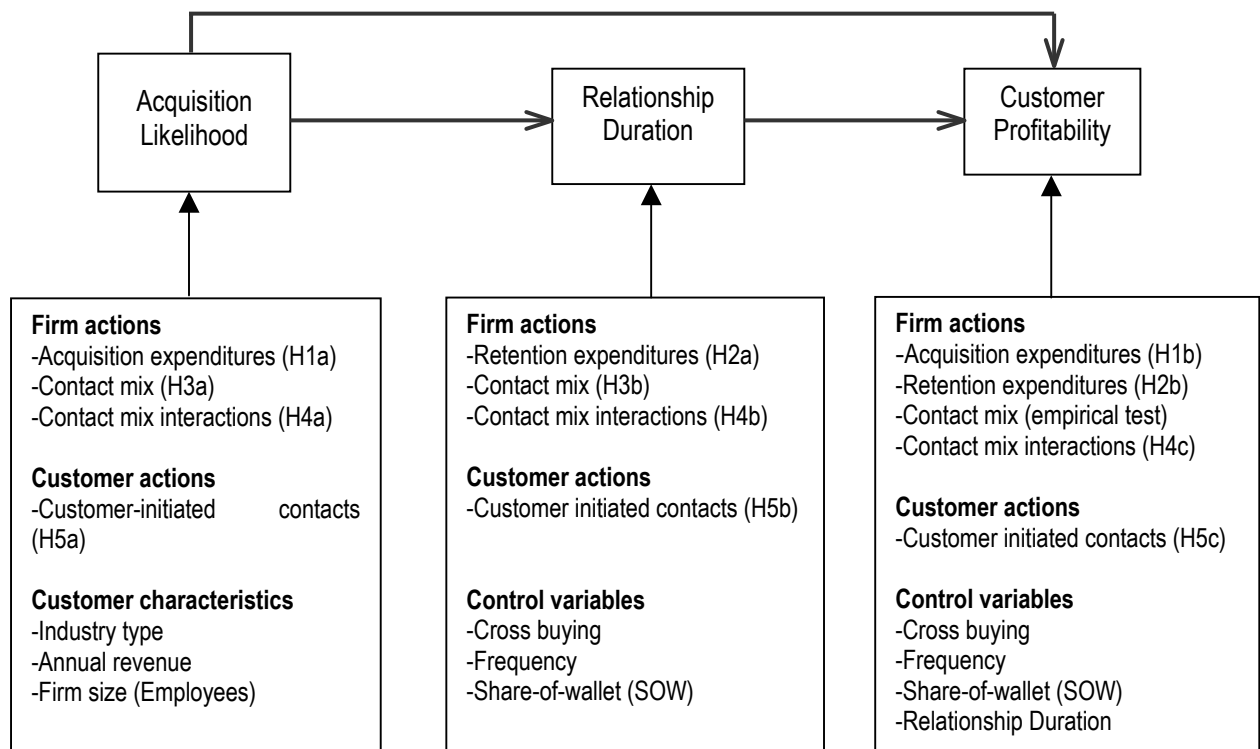 Acquisition
Likelihood
Relationship
Duration
Customer
Profitability
Firm actions
-Acquisition expenditures (H1a)
-Contact mix (H3a)
-Contact mix interactions (H4a)
Customer actions
-Customer-initiated contacts
(H5a)
Customer characteristics
-Industry type
-Annual revenue
-Firm size (Employees)
Firm actions
-Retention expenditures (H2a)
-Contact mix (H3b)
-Contact mix interactions (H4b)
Customer actions
-Customer initiated contacts (H5b)
Control variables
-Cross buying
-Frequency
-Share-of-wallet (SOW)
Firm actions
-Acquisition expenditures (H1b)
-Retention expenditures (H2b)
-Contact mix (empirical test)
-Contact mix interactions (H4c)
Customer actions
-Customer initiated contacts (H5c)
Control variables
-Cross buying
-Frequency
-Share-of-wallet (SOW)
-Relationship Duration